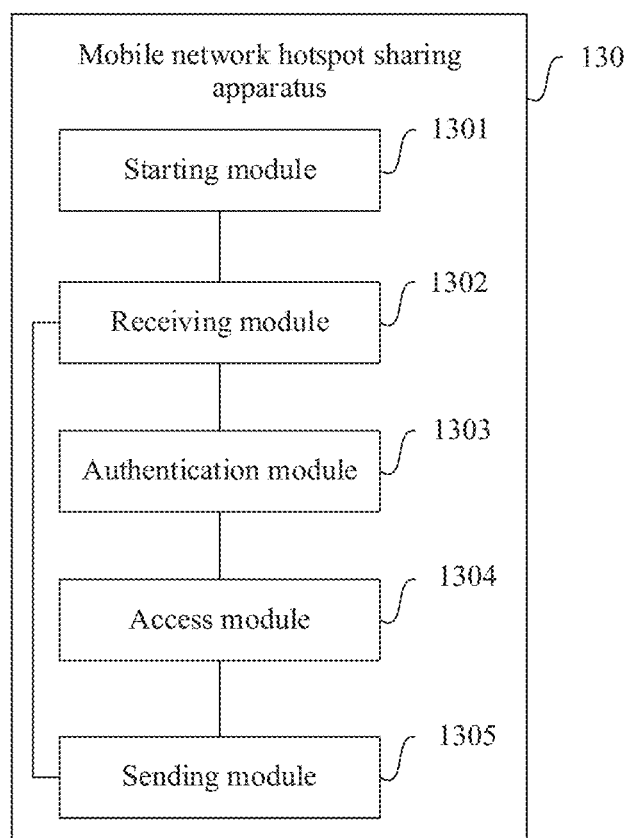 Mobile network hotspot sharing
apparatus
130
1301
Starting module
1302
Receiving module
1303
Authentication module
1304
Access module
1305
Sending module